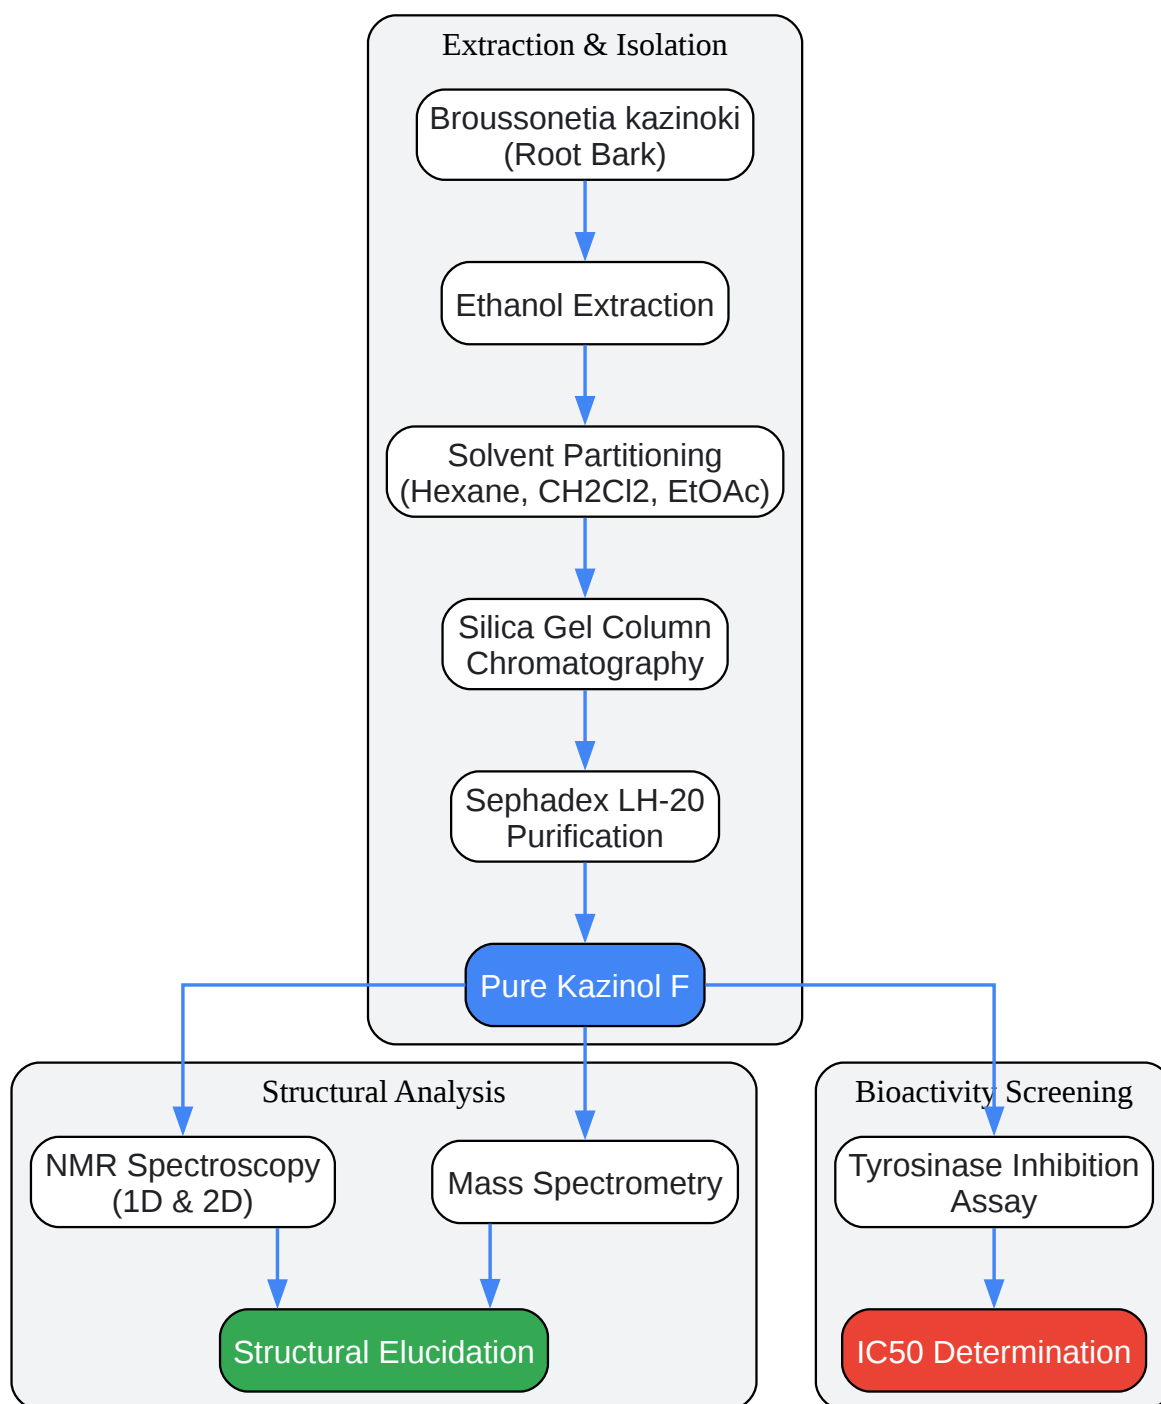 Extraction & Isolation
Broussonetia kazinoki
(Root Bark)
Ethanol Extraction
Solvent Partitioning
(Hexane, CH2Cl2, EtOAc)
Silica Gel Column
Chromatography
Sephadex LH-20
Purification
Pure Kazinol F
Structural Analysis
NMR Spectroscopy
(1D & 2D)
Mass Spectrometry
Structural Elucidation
Bioactivity Screening
Tyrosinase Inhibition
Assay
IC50 Determination